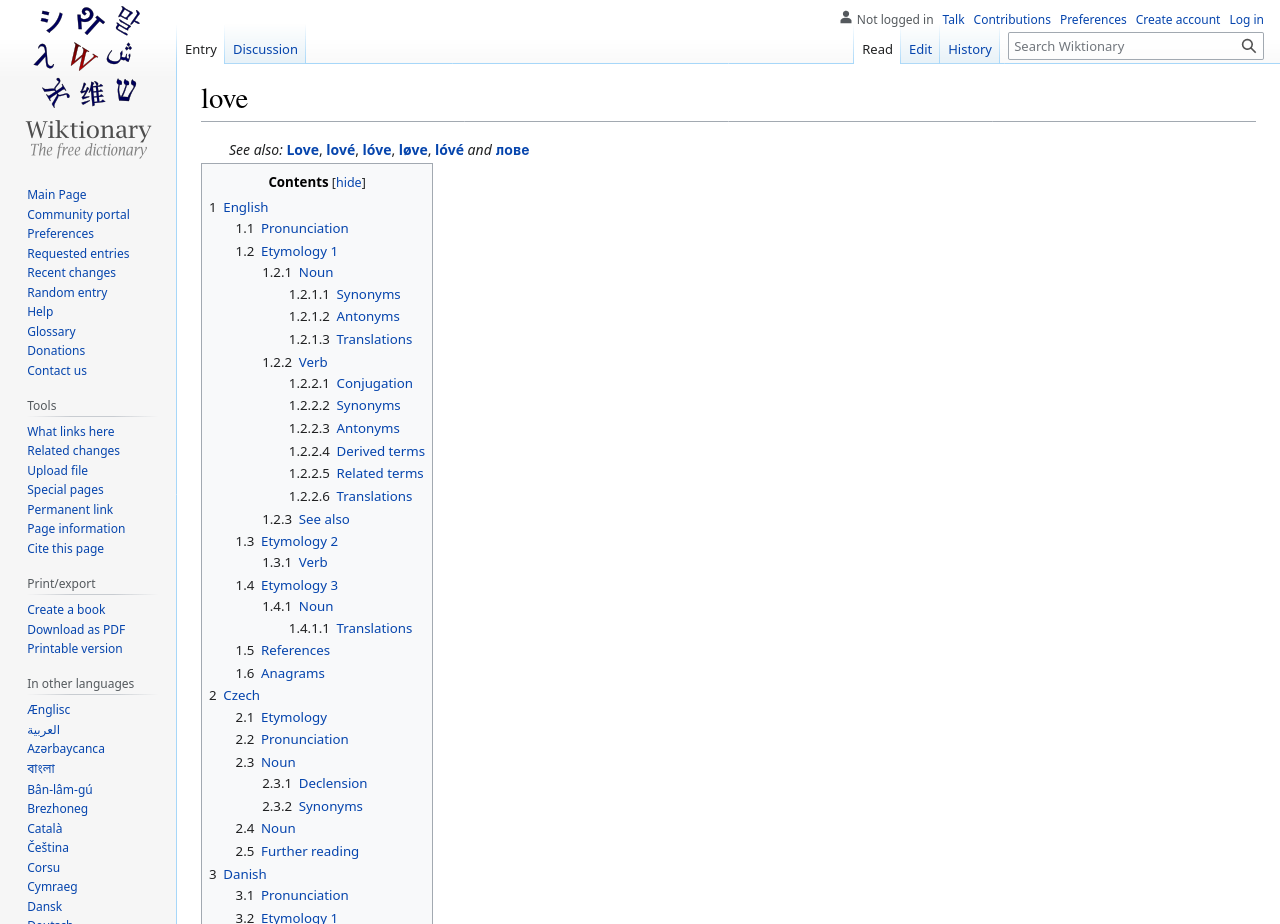 Not logged in Talk Contributions Preferences Create account Log in
Entry Discussion Read Edit History Search Wiktionary
シ 말
W
维 ש
Wiktionary
The free dictionary
love
See also: Love, lové, lóve, løve, lóvé and лове
Contents [hide]
1 English
1.1 Pronunciation
1.2 Etymology 1
1.2.1 Noun
1.2.1.1 Synonyms
1.2.1.2 Antonyms
1.2.1.3 Translations
1.2.2 Verb
1.2.2.1 Conjugation
1.2.2.2 Synonyms
1.2.2.3 Antonyms
1.2.2.4 Derived terms
1.2.2.5 Related terms
1.2.2.6 Translations
1.2.3 See also
1.3 Etymology 2
1.3.1 Verb
1.4 Etymology 3
1.4.1 Noun
1.4.1.1 Translations
1.5 References
1.6 Anagrams
2 Czech
2.1 Etymology
2.2 Pronunciation
2.3 Noun
2.3.1 Declension
2.3.2 Synonyms
2.4 Noun
2.5 Further reading
3 Danish
3.1 Pronunciation
3.2 Etymology 1
Main Page
Community portal
Preferences
Requested entries
Recent changes
Random entry
Help
Glossary
Donations
Contact us
Tools
What links here
Related changes
Upload file
Special pages
Permanent link
Page information
Cite this page
Print/export
Create a book
Download as PDF
Printable version
In other languages
Ænglisc
العربية
Azərbaycanca
বাংলা
Bân-lâm-gú
Brezhoneg
Català
Čeština
Corsu
Cymraeg
Dansk
Deutsch